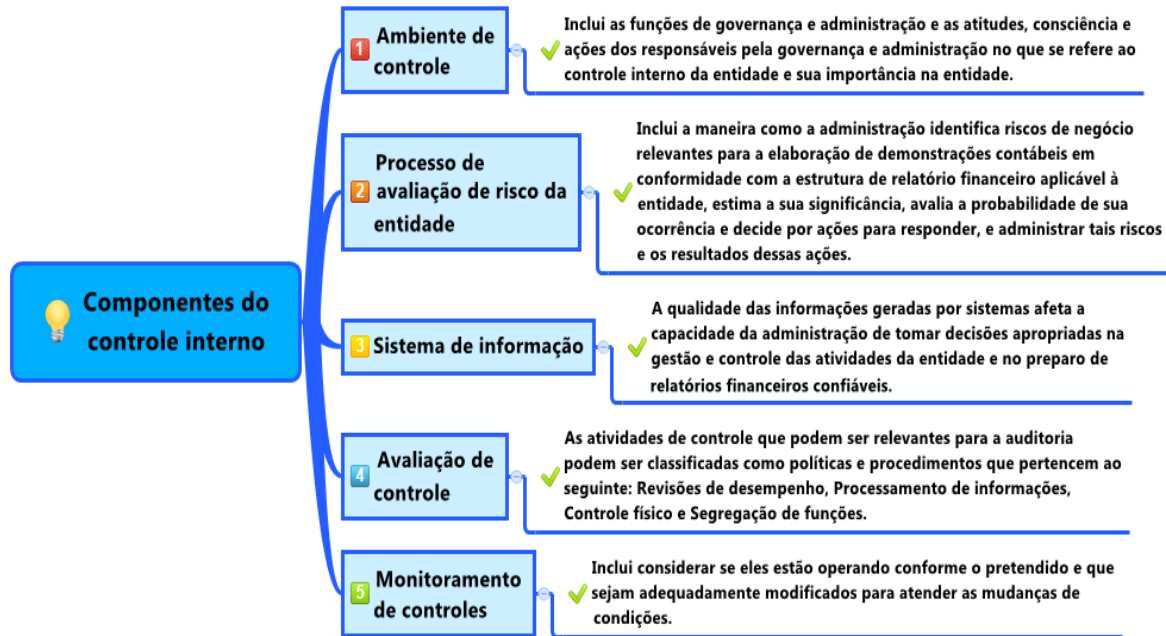 Componentes do
controle interno
1 Ambiente de
controle
Inclui as funções de governança e administração e as atitudes, consciência e
ações dos responsáveis pela governança e administração no que se refere ao
controle interno da entidade e sua importância na entidade.
Processo de
2 avaliação de risco da
entidade
Inclui a maneira como a administração identifica riscos de negócio
relevantes para a elaboração de demonstrações contábeis em
conformidade com a estrutura de relatório financeiro aplicável à
entidade, estima a sua significância, avalia a probabilidade de sua
ocorrência e decide por ações para responder, e administrar tais riscos
e os resultados dessas ações.
3 Sistema de informação
A qualidade das informações geradas por sistemas afeta a
capacidade da administração de tomar decisões apropriadas na
gestão e controle das atividades da entidade e no preparo de
relatórios financeiros confiáveis.
4 Avaliação de
controle
As atividades de controle que podem ser relevantes para a auditoria
podem ser classificadas como políticas e procedimentos que pertencem ao
seguinte: Revisões de desempenho, Processamento de informações,
Controle físico e Segregação de funções.
5 Monitoramento
de controles
Inclui considerar se eles estão operando conforme o pretendido e que
sejam adequadamente modificados para atender as mudanças de
condições.